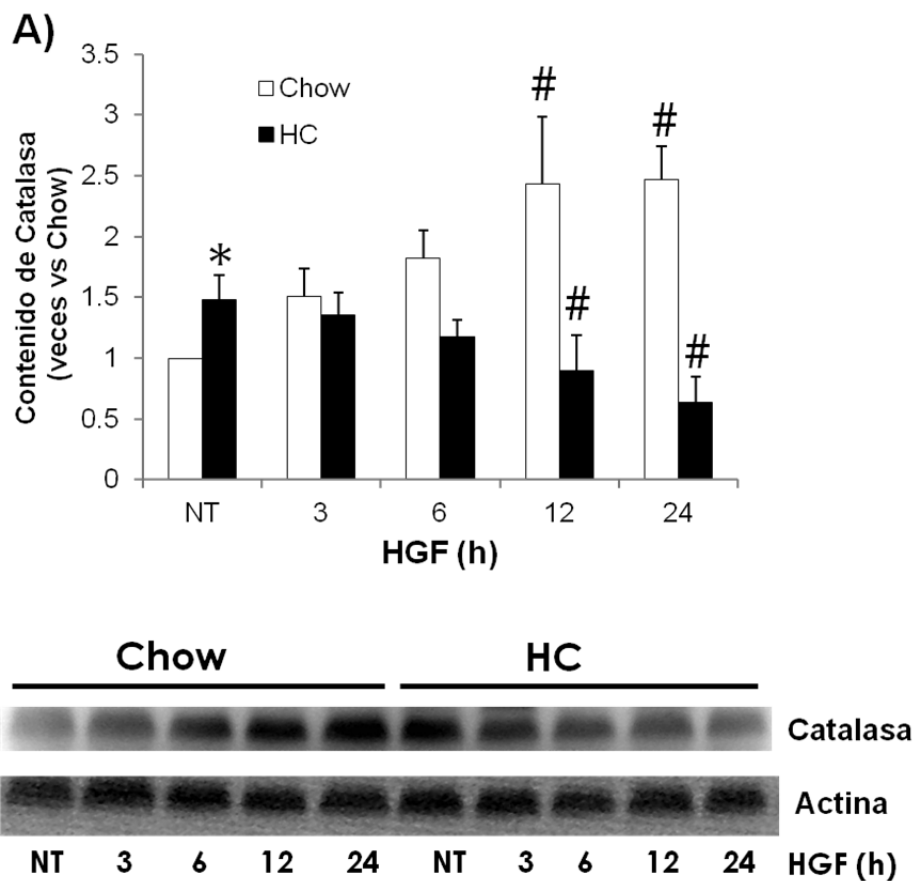 A)
Contenido de Catalasa
(veces vs Chow)
3.5
3
2.5
2
1.5
1
0.5
0
Chow
HC
*
#
#
#
#
NT 3 6 12 24
HGF (h)
Chow HC
Catalasa
Actina
NT 3 6 12 24 NT 3 6 12 24 HGF (h)